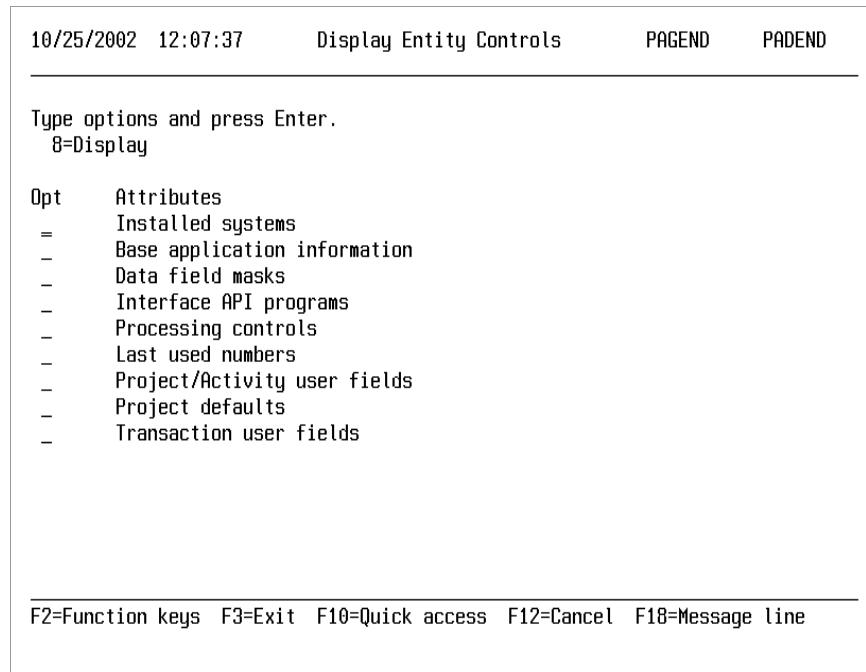 10/25/2002 12:07:37 Display Entity Controls PAGEND PADEND
Type options and press Enter.
8=Display
Opt Attributes
_ Installed systems
_ Base application information
_ Data field masks
_ Interface API programs
_ Processing controls
_ Last used numbers
_ Project/Activity user fields
_ Project defaults
_ Transaction user fields
F2=Function keys F3=Exit F10=Quick access F12=Cancel F18=Message line